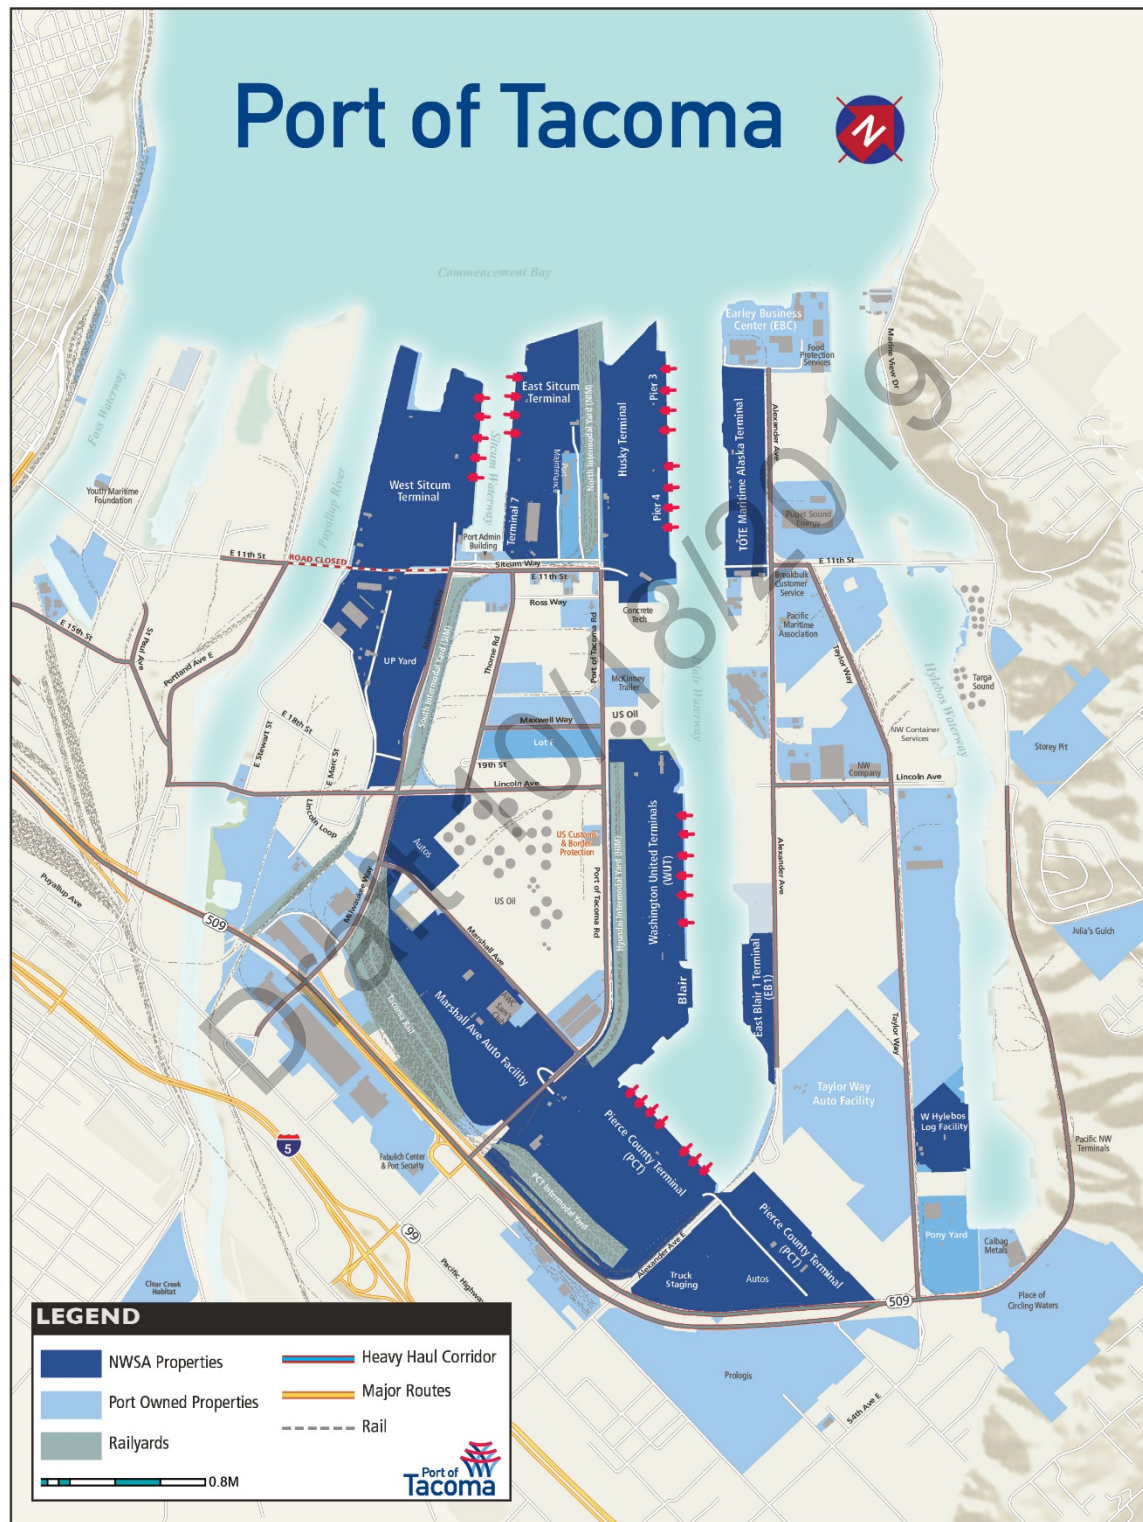 Port of Tacoma
N
Commencement Bay
Earley Business
Center (EBC)
Food
Protection
Services
Marine View Dr
Foss Waterway
Puyallup River
Sitcum Waterway
Blair Waterway
Hylebos Waterway
East Sitcum
Terminal
North Intermodal Yard (NIM)
Pier 3
Husky Terminal
Pier 4
TOTE Maritime Alaska Terminal
Alexander Ave
West Sitcum
Terminal
Port
Maintenance
Terminal 7
Youth Maritime
Foundation
Puget Sound
Energy
Port Admin
Building
E 11th St
ROAD CLOSED
Sitcum Way
E 11th St
E 11th St
Breakbulk
Customer
Service
Ross Way
Concrete
Tech
Pacific
Maritime
Association
E 15th St
St Paul Ave
Portland Ave E
UP Yard
Milwaukee Way
South Intermodal Yard (SIM)
Thorne Rd
Port of Tacoma Rd
Taylor Way
McKinney
Trailer
Targa
Sound
E 18th St
E Stewart St
E Marc St
Maxwell Way
US Oil
NW Container
Services
Storey Pit
Lot F
19th St
NW
Company
Lincoln Ave
Lincoln Ave
Lincoln Loop
Autos
US Customs
& Border
Protection
Washington United Terminals
(WUT)
Hyundai Intermodal Yard (HIM)
Port of Tacoma Rd
Alexander Ave
Puyallup Ave
509
Milwaukee Way
US Oil
Marshall Ave
Julia's Gulch
Blair
East Blair 1 Terminal
(EB1)
Tacoma Rail
Marshall Ave Auto Facility
AWC
Taylor Way
Taylor Way
Auto Facility
W Hylebos
Log Facility
Pierce County Terminal
(PCT)
Pacific NW
Terminals
5
Fabulich Center
& Port Security
PCT Intermodal Yard
99
Pacific Highway
Alexander Ave E
Pierce County Terminal
(PCT)
Pony Yard
Calbag
Metals
Clear Creek
Habitat
Truck
Staging
Autos
509
Place of
Circling Waters
Prologis
54th Ave E
Draft 10/18/2019
LEGEND
NWSA Properties
Port Owned Properties
Railyards
Heavy Haul Corridor
Major Routes
Rail
0.8M
Port of
Tacoma